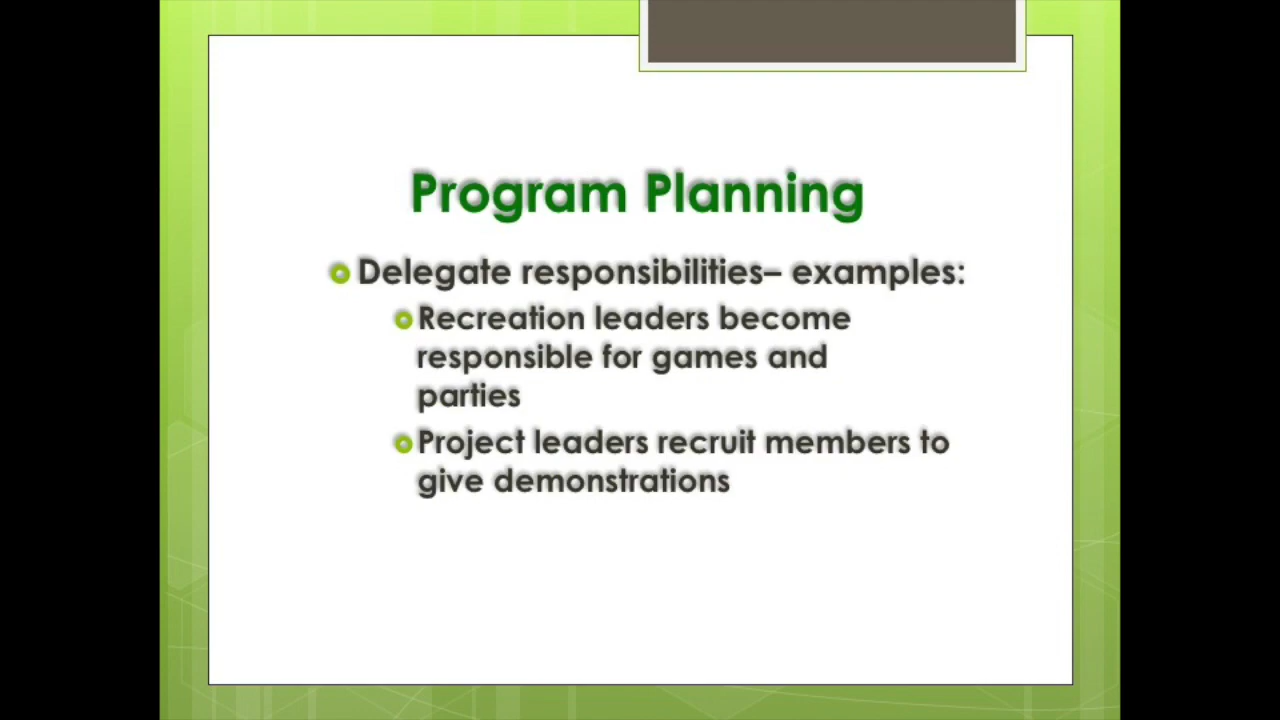 Program Planning
Delegate responsibilities– examples:
Recreation leaders become
responsible for games and
parties
Project leaders recruit members to
give demonstrations